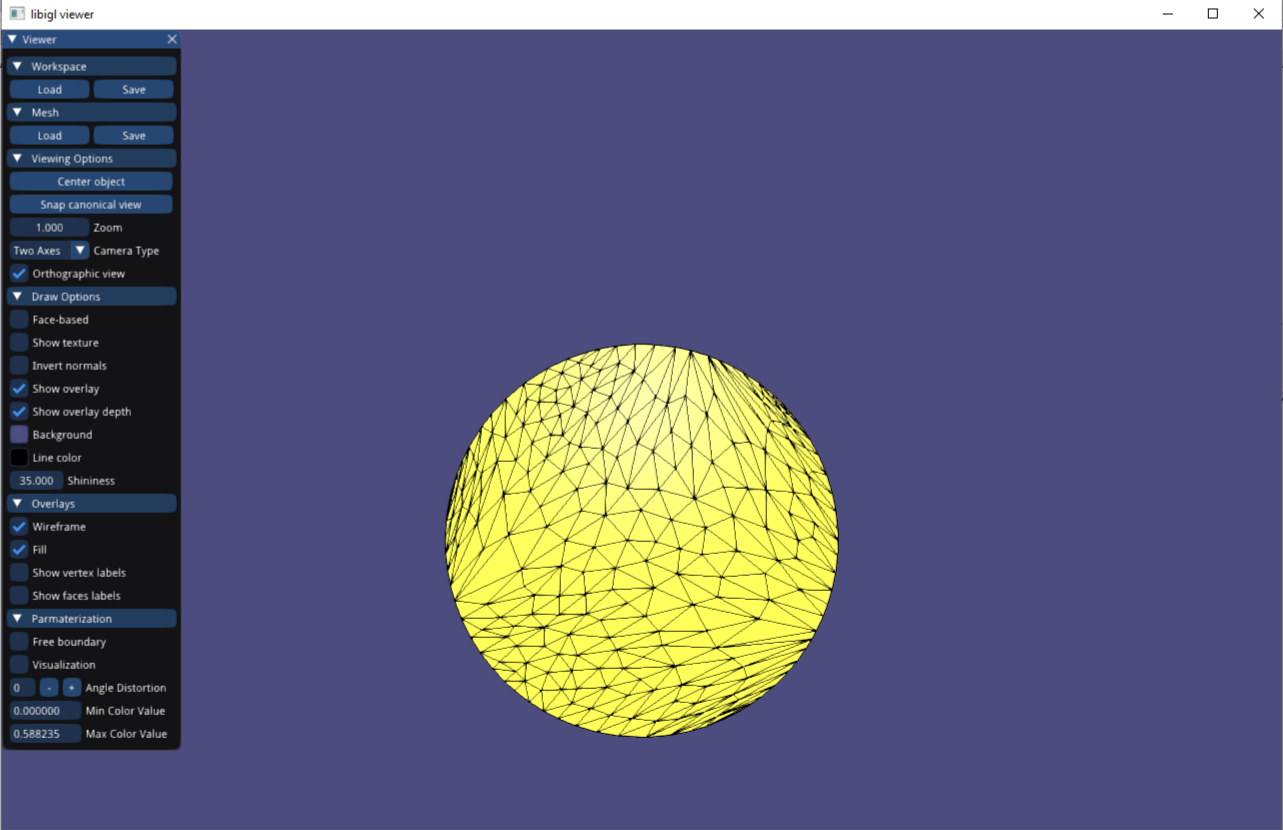 libigl viewer
Viewer
Workspace
Load Save
Mesh
Load Save
Viewing Options
Center object
Snap canonical view
1.000 Zoom
Two Axes Camera Type
Orthographic view
Draw Options
Face-based
Show texture
Invert normals
Show overlay
Show overlay depth
Background
Line color
35.000 Shininess
Overlays
Wireframe
Fill
Show vertex labels
Show faces labels
Parmaterization
Free boundary
Visualization
0 - + Angle Distortion
0.000000 Min Color Value
0.588235 Max Color Value